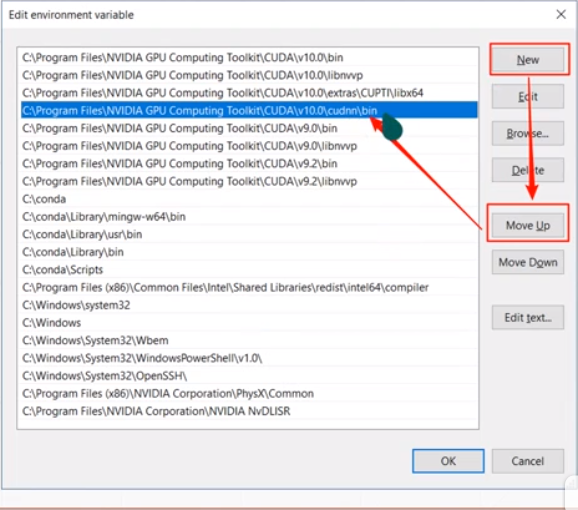 Edit environment variable
C:\Program Files\NVIDIA GPU Computing Toolkit\CUDA\v10.0\bin
C:\Program Files\NVIDIA GPU Computing Toolkit\CUDA\v10.0\libnvvp
C:\Program Files\NVIDIA GPU Computing Toolkit\CUDA\v10.0\extras\CUPTI\libx64
C:\Program Files\NVIDIA GPU Computing Toolkit\CUDA\v10.0\cudnn\bin
C:\Program Files\NVIDIA GPU Computing Toolkit\CUDA\v9.0\bin
C:\Program Files\NVIDIA GPU Computing Toolkit\CUDA\v9.0\libnvvp
C:\Program Files\NVIDIA GPU Computing Toolkit\CUDA\v9.2\bin
C:\Program Files\NVIDIA GPU Computing Toolkit\CUDA\v9.2\libnvvp
C:\conda
C:\conda\Library\mingw-w64\bin
C:\conda\Library\usr\bin
C:\conda\Library\bin
C:\conda\Scripts
C:\Program Files (x86)\Common Files\Intel\Shared Libraries\redist\intel64\compiler
C:\Windows\system32
C:\Windows
C:\Windows\System32\Wbem
C:\Windows\System32\WindowsPowerShell\v1.0\
C:\Windows\System32\OpenSSH\
C:\Program Files (x86)\NVIDIA Corporation\PhysX\Common
C:\Program Files\NVIDIA Corporation\NVIDIA NvDLISR
New
Edit
Browse...
Delete
Move Up
Move Down
Edit text...
OK
Cancel